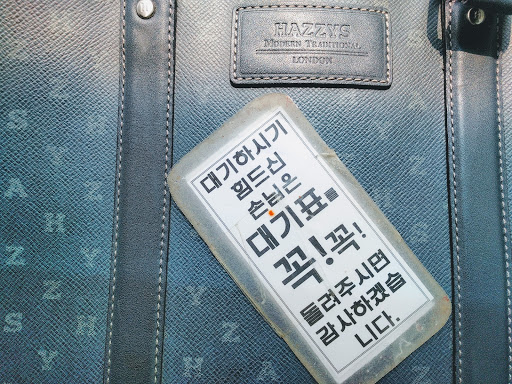 HAZZYS
MODERN TRADITIONAL
LONDON
대기하시기
힘드신
손님은
대기표를
꼭! 꼭!
돌려주시면
감사하겠습
니다.